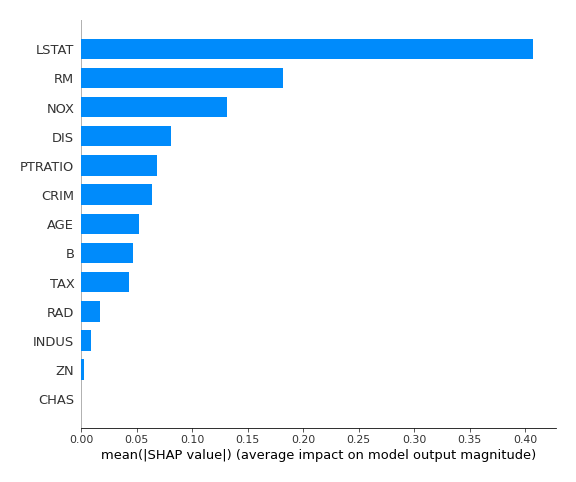 LSTAT
RM
NOX
DIS
PTRATIO
CRIM
AGE
B
TAX
RAD
INDUS
ZN
CHAS
0.00 0.05 0.10 0.15 0.20 0.25 0.30 0.35 0.40
mean(|SHAP value|) (average impact on model output magnitude)